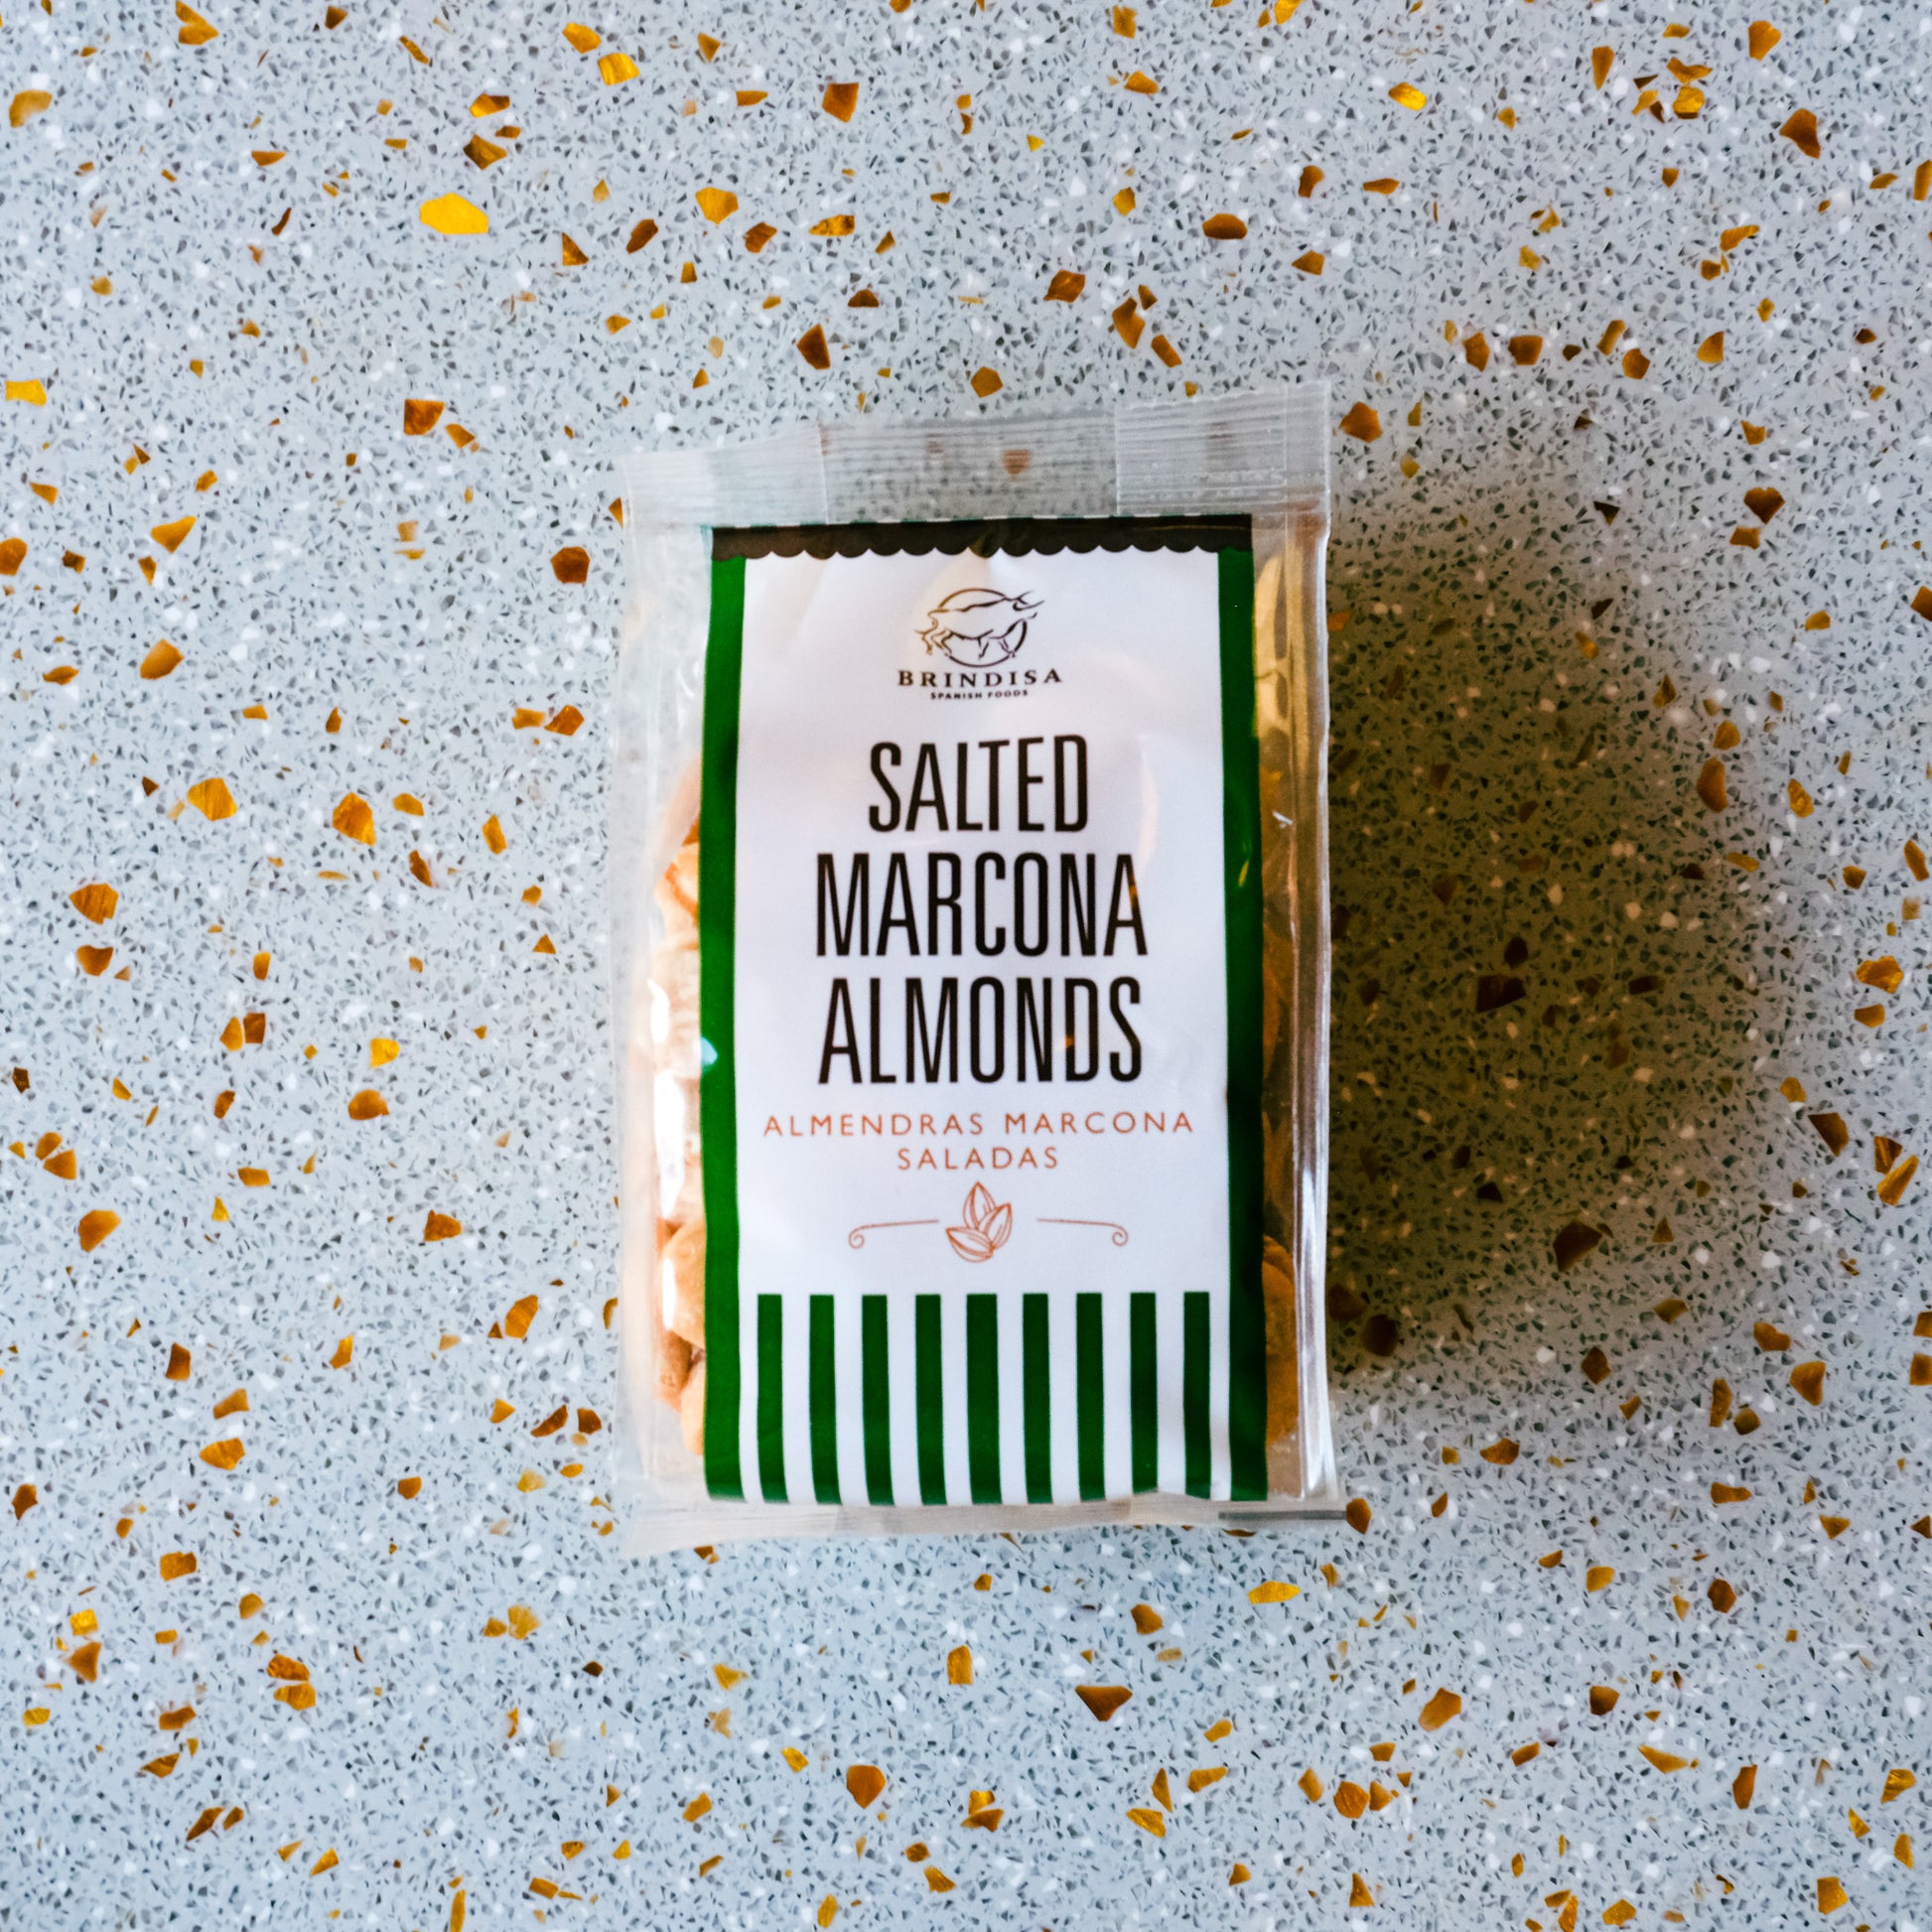 BRINDISA
SPANISH FOODS
SALTED
MARCONA
ALMONDS
ALMENDRAS MARCONA
SALADAS